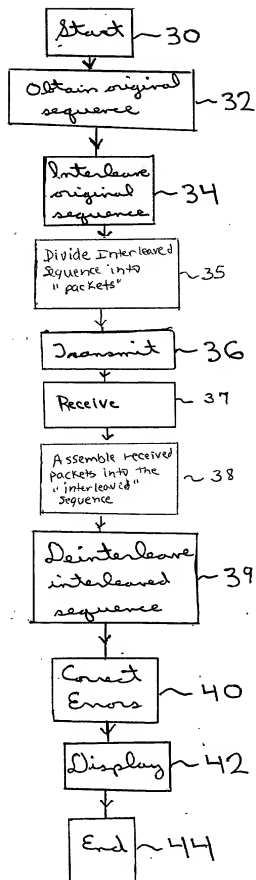 Start 30
Obtain original
sequence 32
Interleave
original
sequence 34
Divide Interleaved
Sequence into
"packets" 35
Transmit 36
Receive 37
Assemble received
packets into the
"interleaved"
Sequence 38
Deinterleave
interleaved
sequence 39
Correct
Errors 40
Display 42
End 44